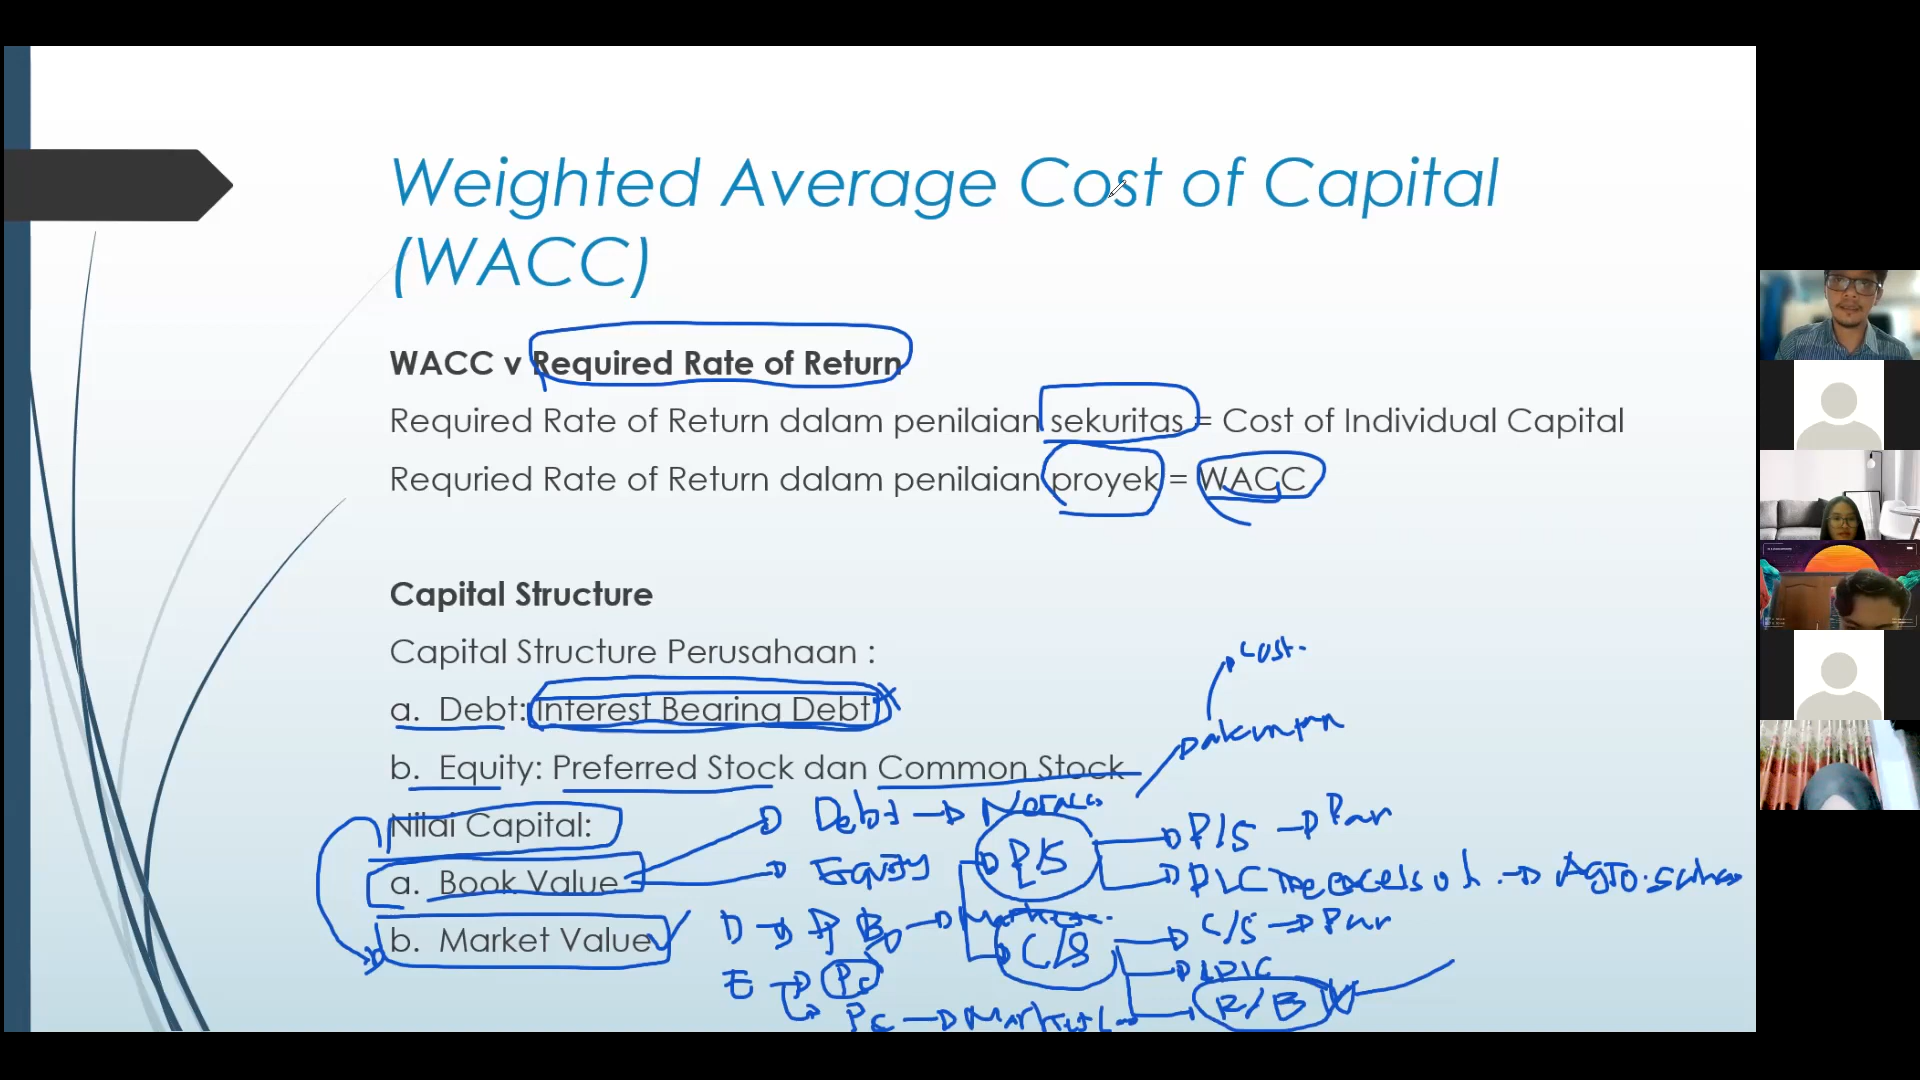 Weighted Average Cost of Capital
(WACC)
WACC v Required Rate of Return
Required Rate of Return dalam penilaian sekuritas = Cost of Individual Capital
Requried Rate of Return dalam penilaian proyek = WACC
Capital Structure
Capital Structure Perusahaan :
cost.
a. Debt: Interest Bearing Debt
b. Equity: Preferred Stock dan Common Stock
Nilai Capital:
Debt
P/S
P/S Par
a. Book Value
Equity
b. Market Value
C/S
C/S Par
R/E